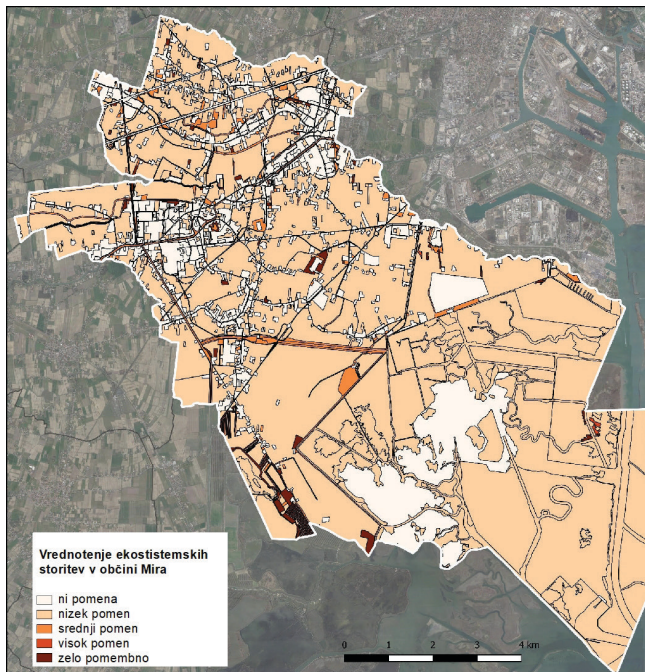 Vrednotenje ekostistemskih
storitev v občini Mira
ni pomena
nizek pomen
srednji pomen
visok pomen
zelo pomembno
0 1 2 3 4 km